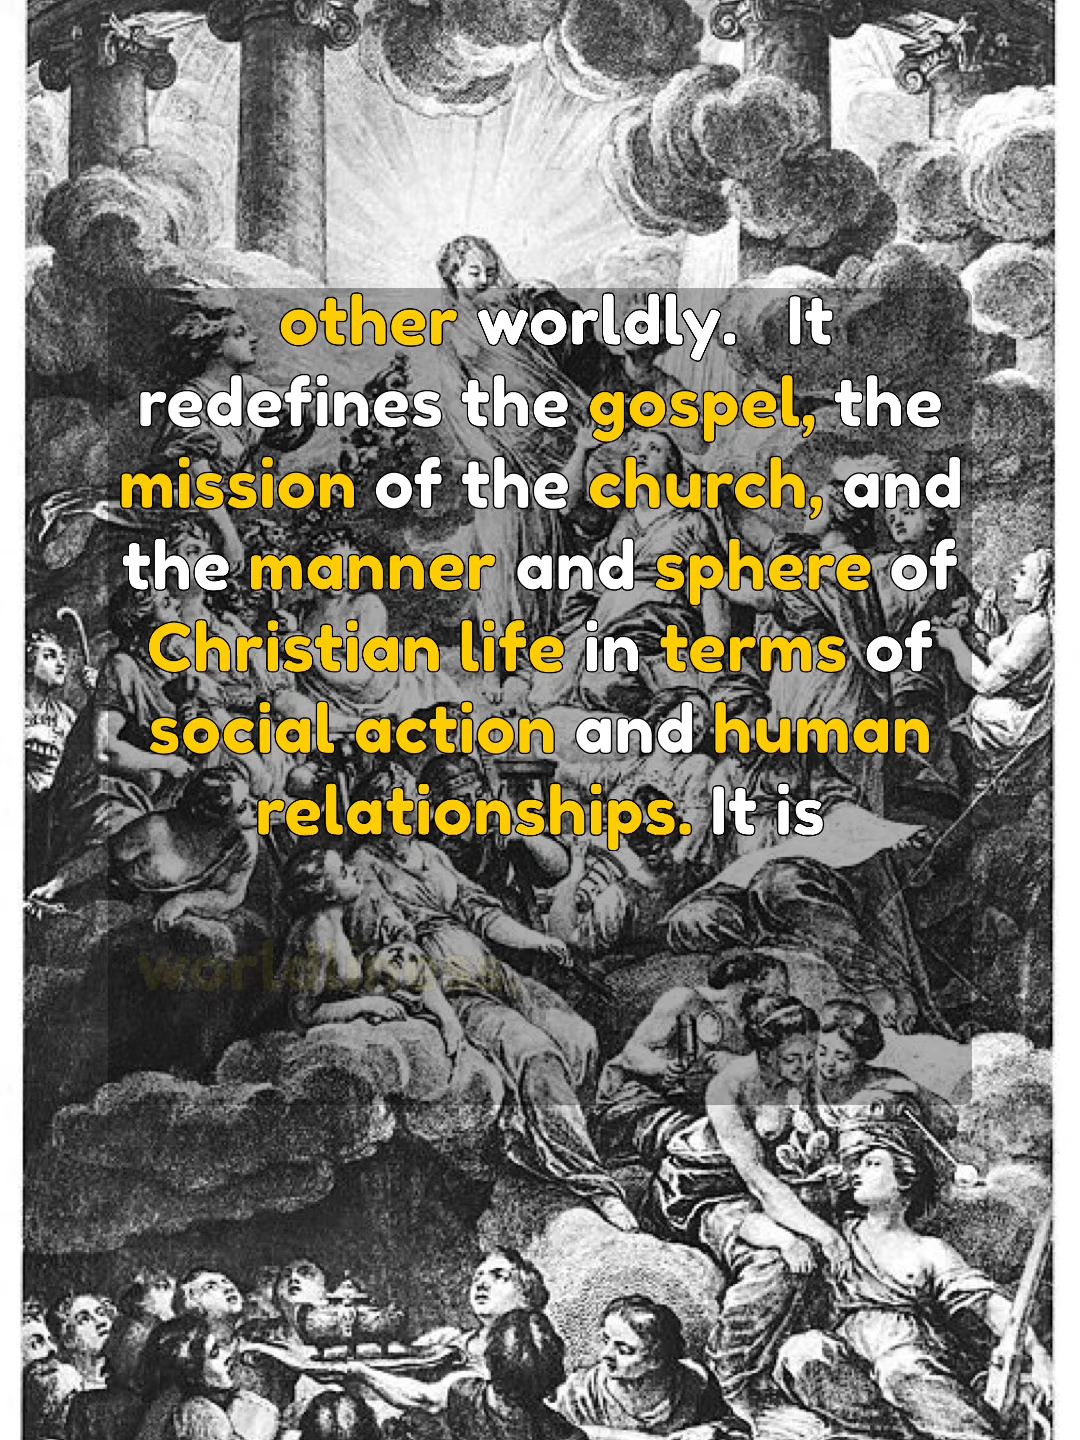 other worldly. It
redefines the gospel, the
mission of the church, and
the manner and sphere of
Christian life in terms of
social action and human
relationships. It is